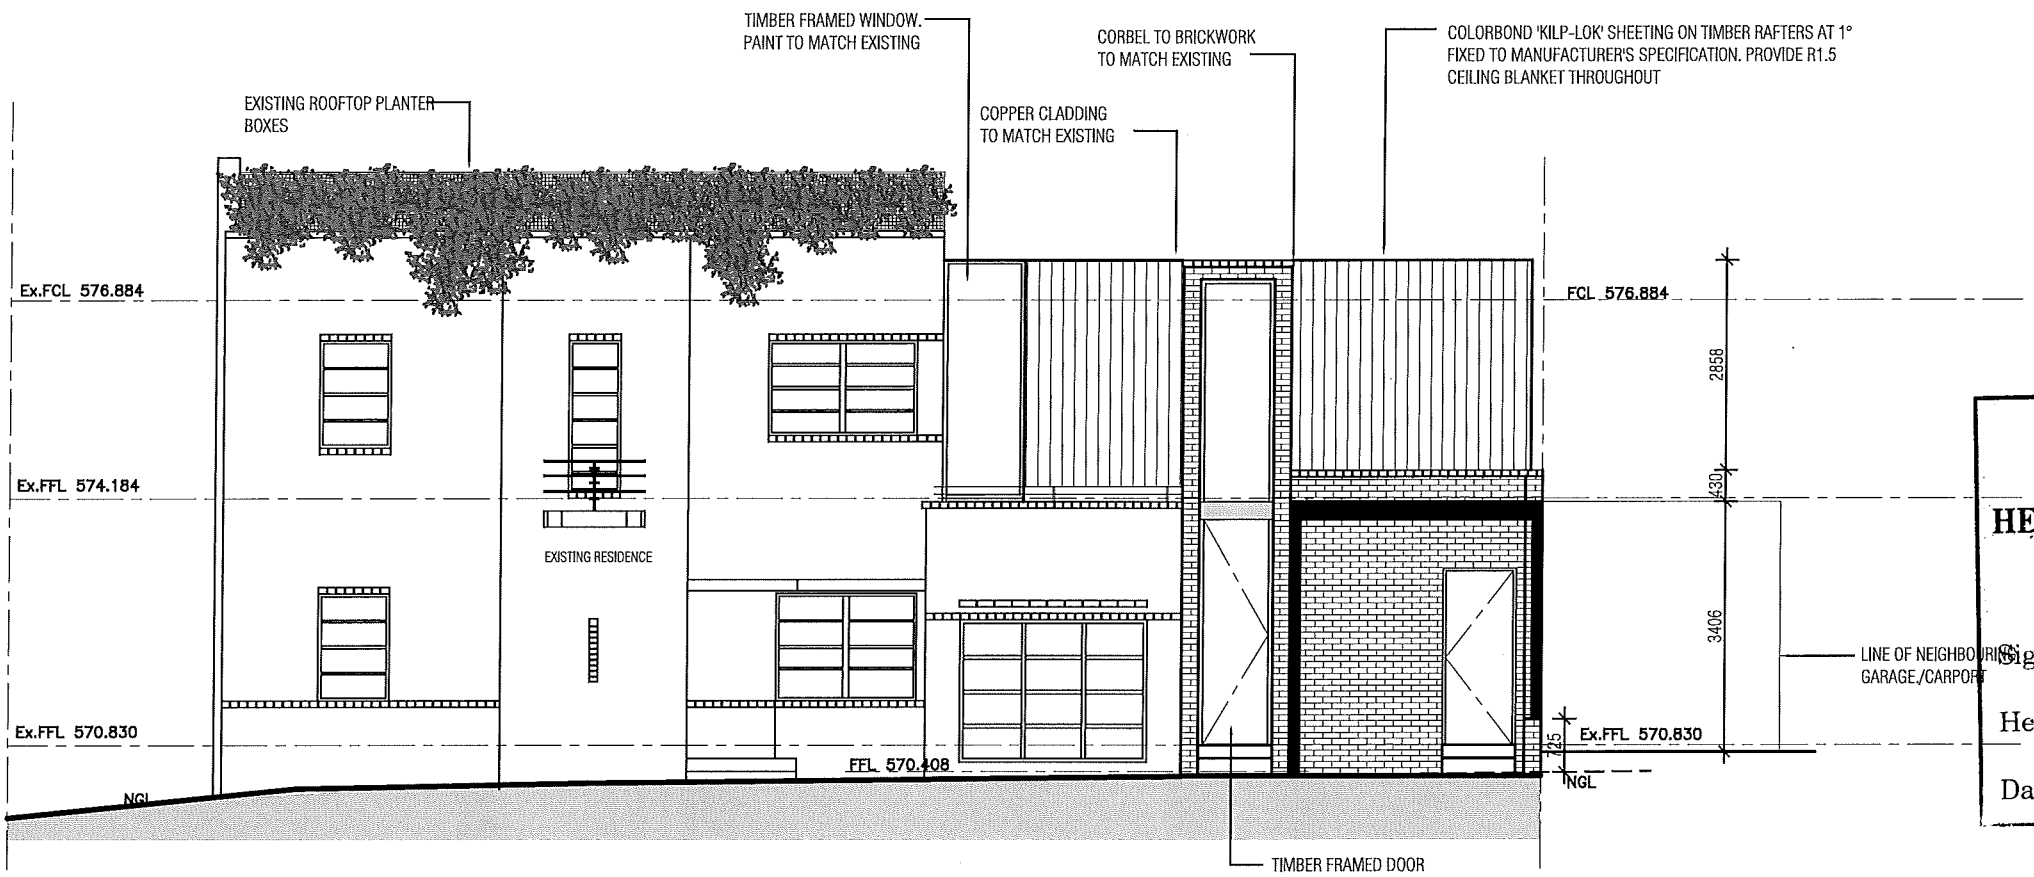 TIMBER FRAMED WINDOW.
PAINT TO MATCH EXISTING
CORBEL TO BRICKWORK
TO MATCH EXISTING
COLORBOND 'KILP-LOK' SHEETING ON TIMBER RAFTERS AT 1°
FIXED TO MANUFACTURER'S SPECIFICATION. PROVIDE R1.5
CEILING BLANKET THROUGHOUT
EXISTING ROOFTOP PLANTER
BOXES
COPPER CLADDING
TO MATCH EXISTING
Ex.FCL 576.884
FCL 576.884
2858
Ex.FFL 574.184
430
HE
EXISTING RESIDENCE
3406
LINE OF NEIGHBOURING
GARAGE./CARPORT
Sig
He
Ex.FFL 570.830
Ex.FFL 570.830
725
FFL 570.408
NGL
NGL
Da
TIMBER FRAMED DOOR